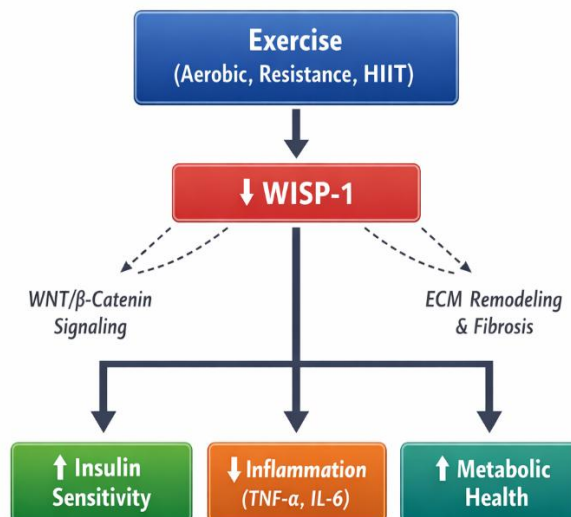 Exercise
(Aerobic, Resistance, HIIT)
↓ WISP-1
WNT/β-Catenin
Signaling
ECM Remodeling
& Fibrosis
↑ Insulin
Sensitivity
↓ Inflammation
(TNF-α, IL-6)
↑ Metabolic
Health